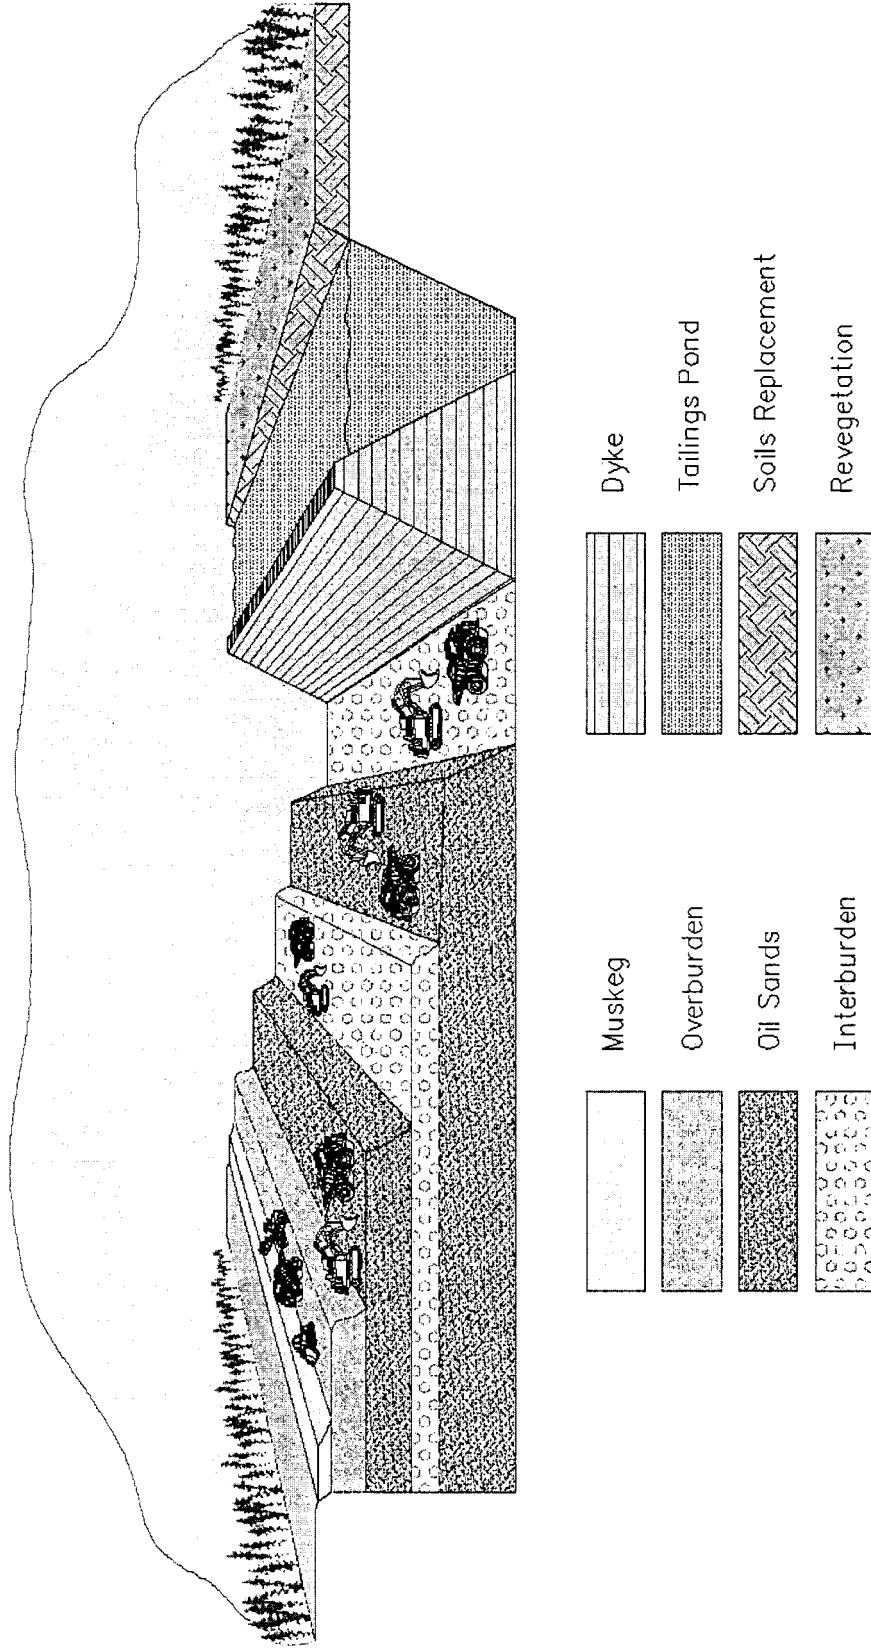 Muskeg
Overburden
Oil Sands
Interburden
Dyke
Tailings Pond
Soils Replacement
Revegetation